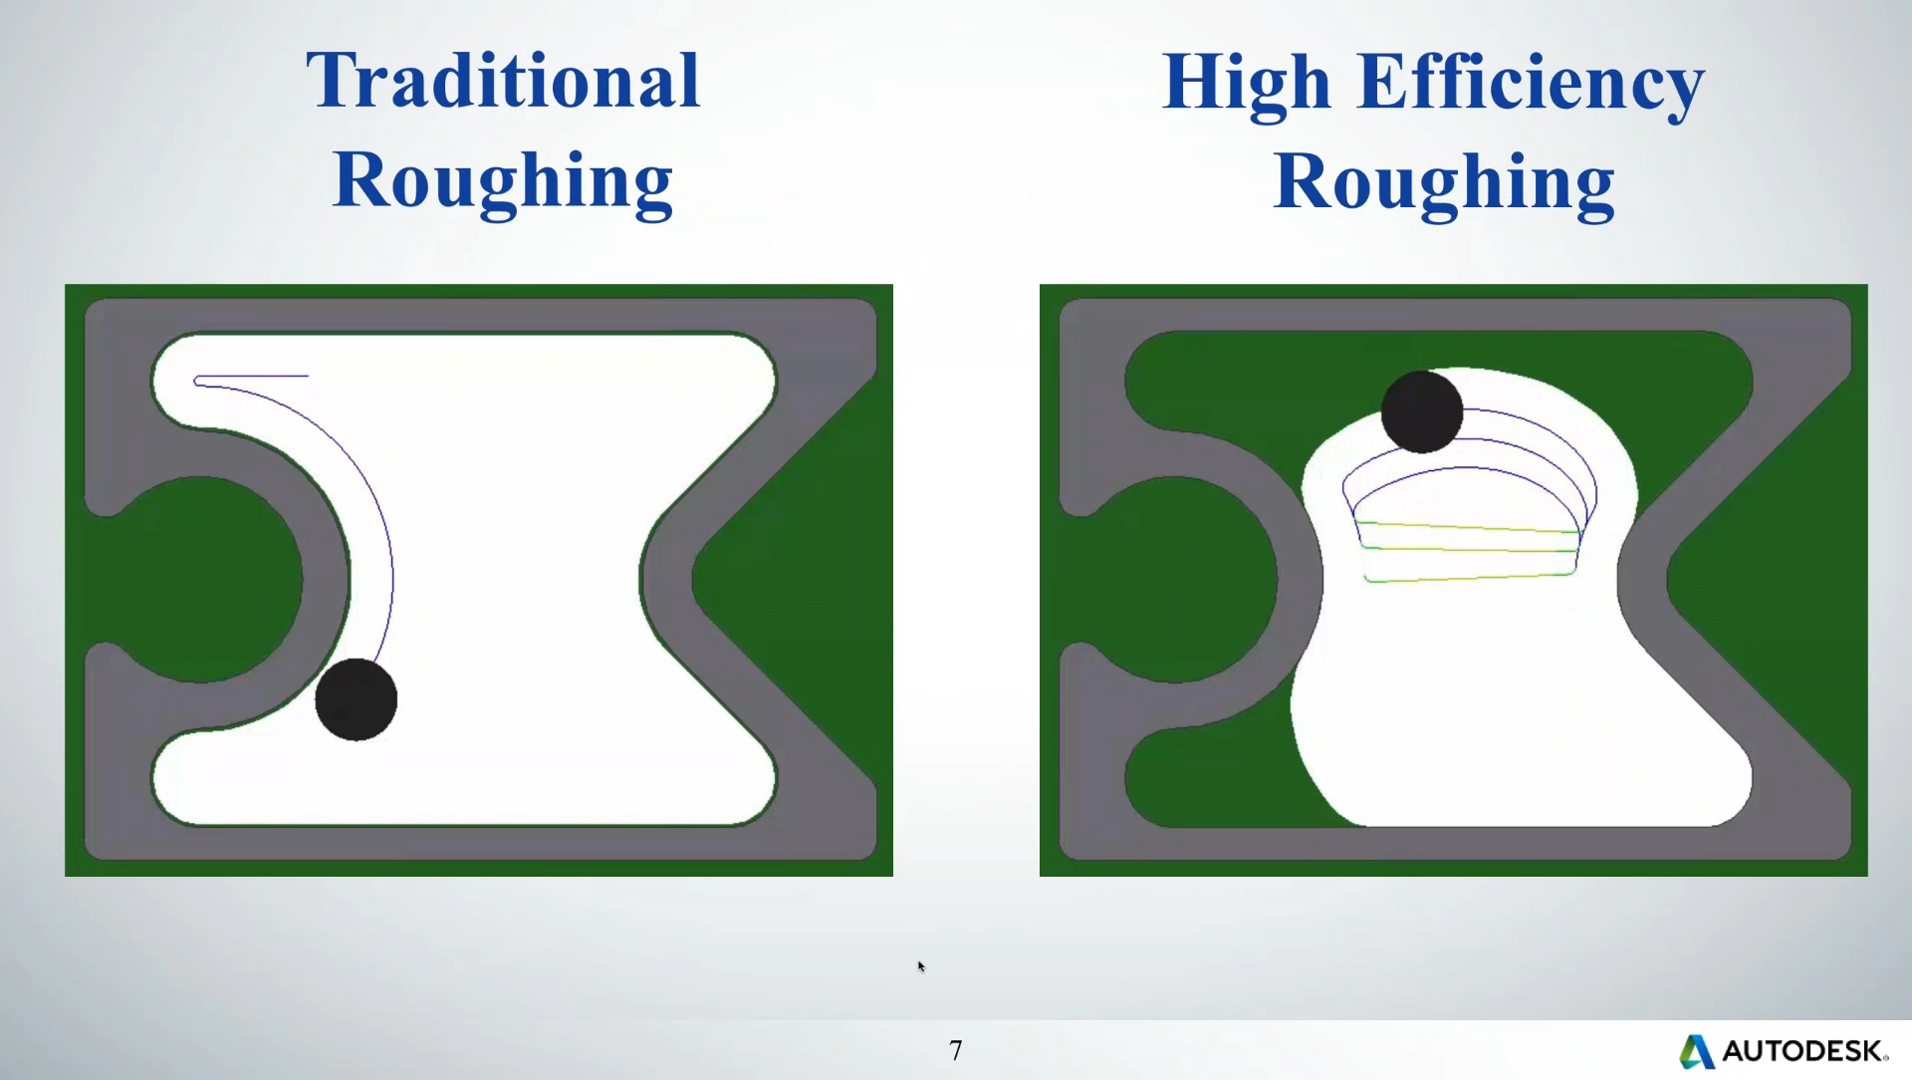 Traditional
Roughing
High Efficiency
Roughing
7
AUTODESK